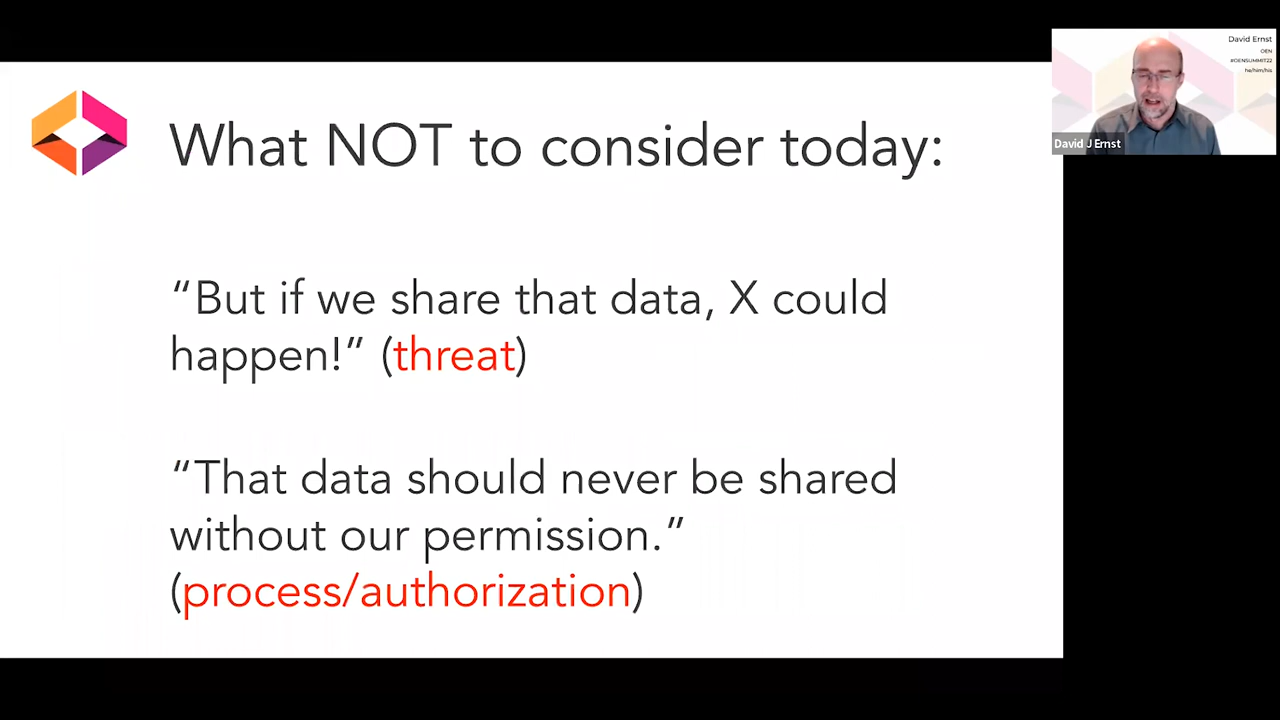 What NOT to consider today:
“But if we share that data, X could
happen!” (threat)
“That data should never be shared
without our permission.”
(process/authorization)
David Ernst
OEN
#OENSUMMIT22
he/him/his
David J Ernst